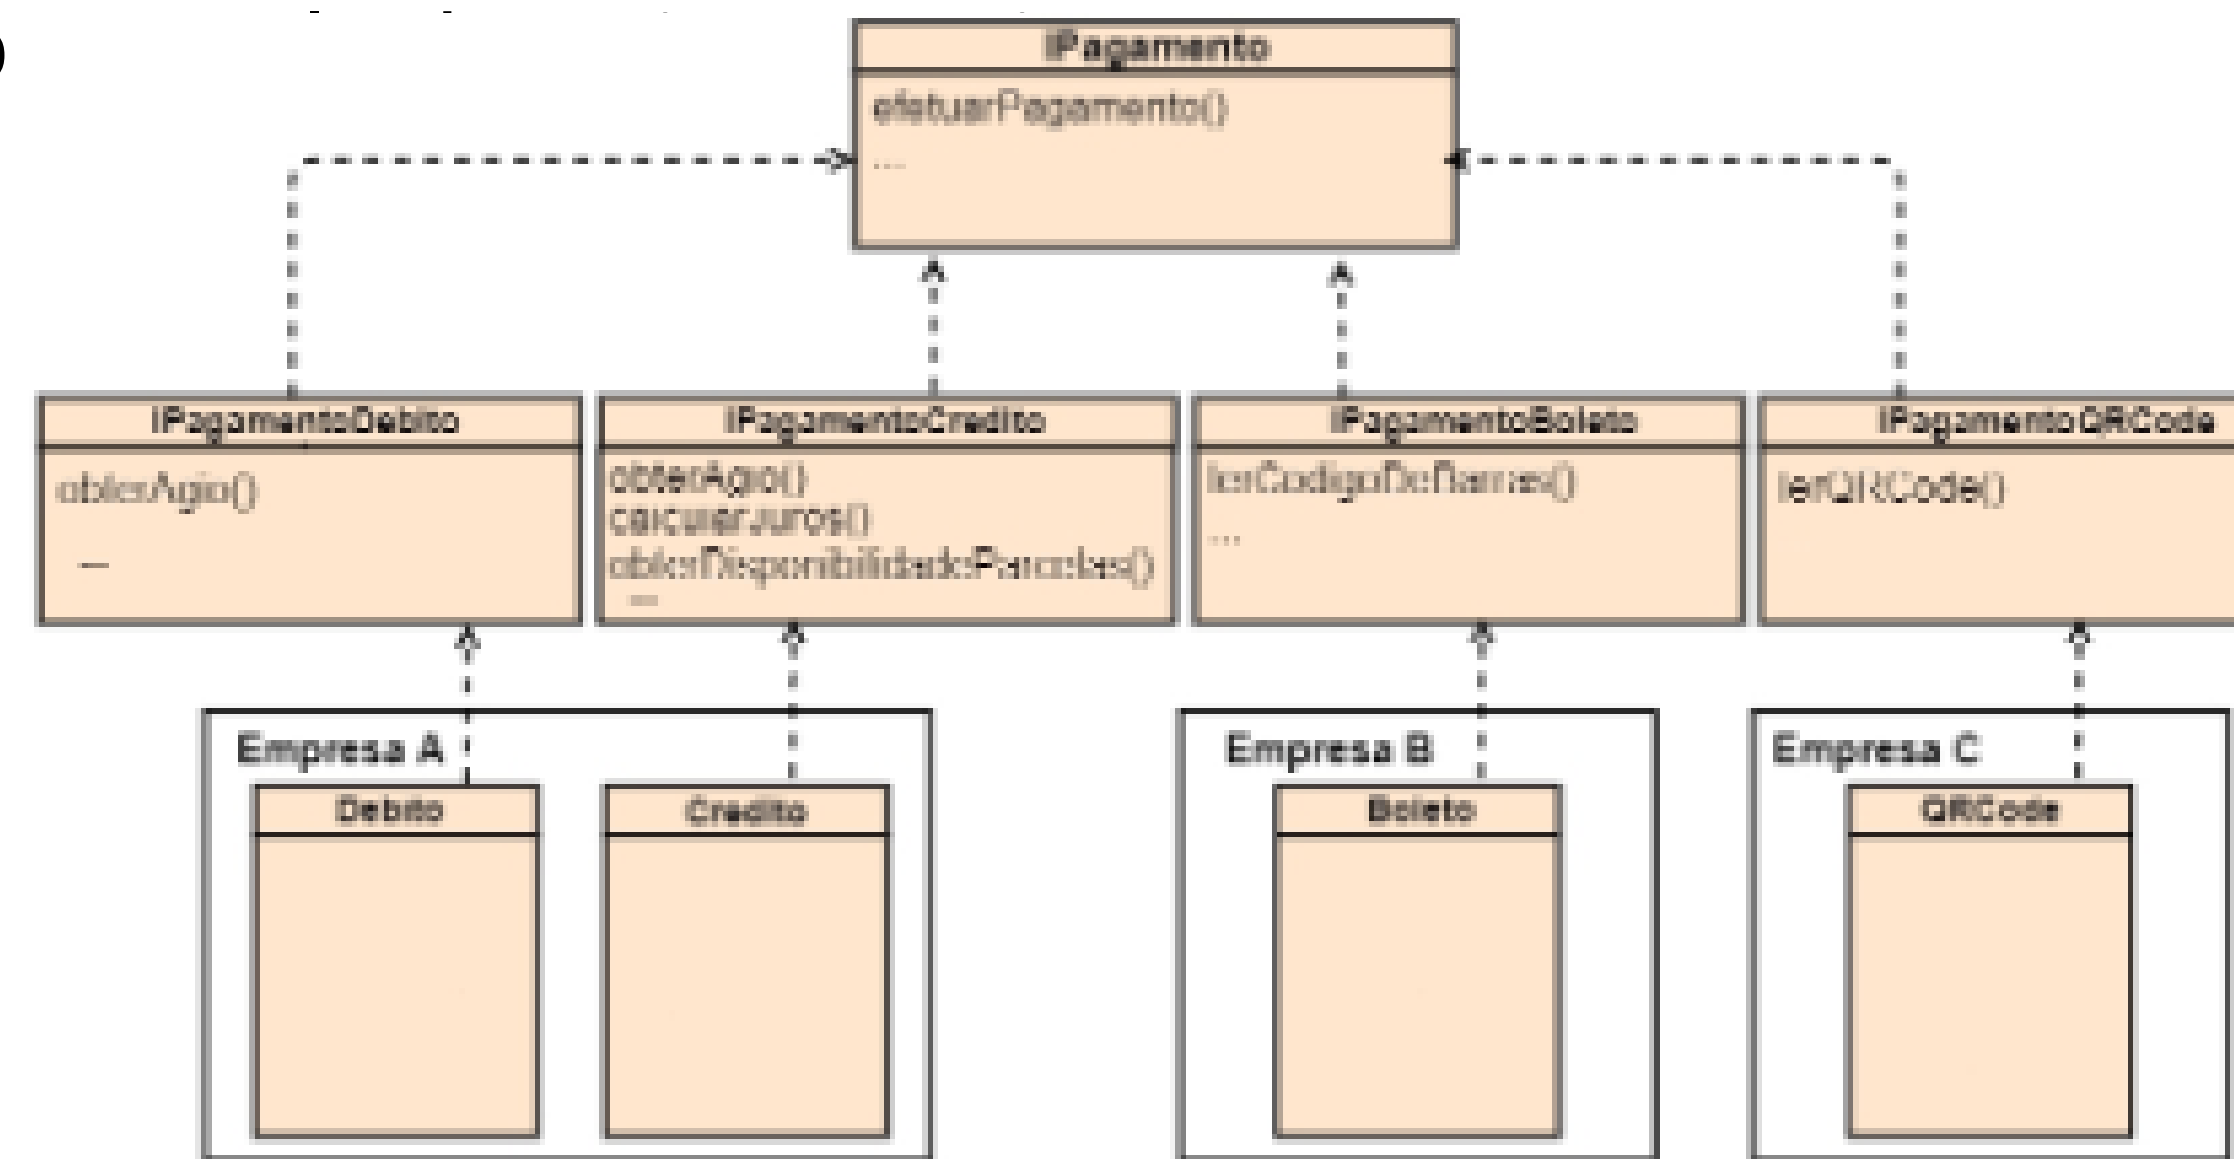 )
IPagamento
efetuarPagamento()
....
IPagamentoDebito
obterAgio()
...
IPagamentoCredito
obterAgio()
calcularJuros()
obterDisponibilidadeParcelas()
...
IPagamentoBoleto
lerCodigoDeBarras()
...
IPagamentoQRCode
lerQRCode()
Empresa A
Debito
Credito
Empresa B
Boleto
Empresa C
QRCode